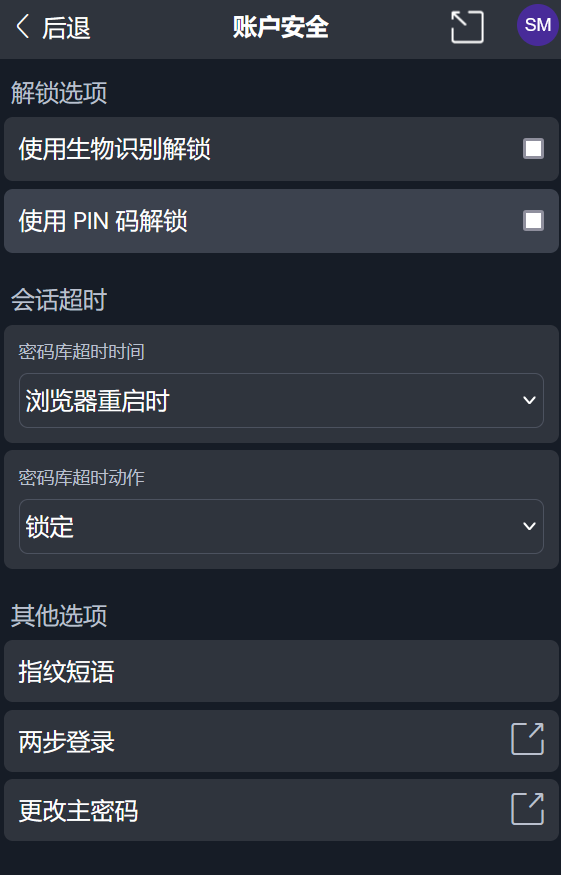 后退
账户安全
SM
解锁选项
使用生物识别解锁
使用 PIN 码解锁
会话超时
密码库超时时间
浏览器重启时
密码库超时动作
锁定
其他选项
指纹短语
两步登录
更改主密码